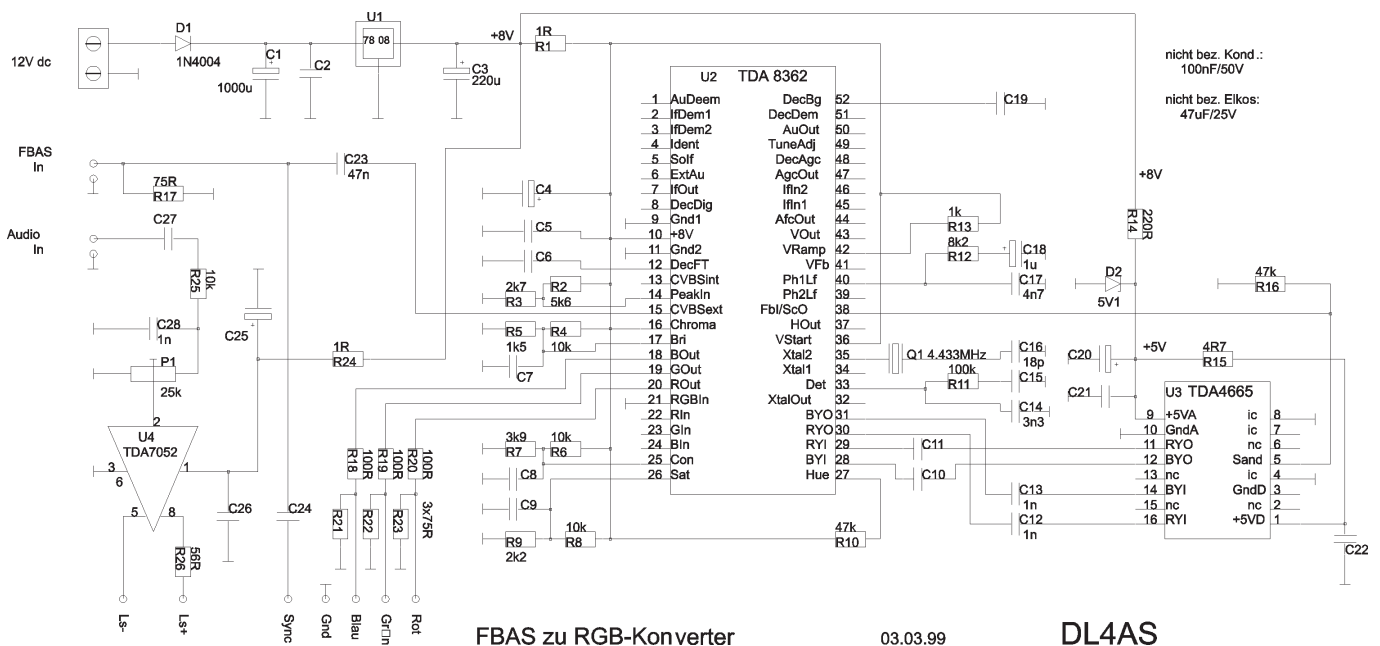 12V dc
D1
1N4004
C1
1000u
C2
U1
78 08
C3
220u
+8V
1R
R1
nicht bez. Kond.:
100nF/50V
nicht bez. Elkos:
47uF/25V
FBAS
In
75R
R17
C23
47n
Audio
In
C27
R25
10k
C28
1n
P1
25k
C25
1R
R24
2
U4
TDA7052
3
6
1
5
8
C26
R26
56R
Ls-
Ls+
C24
Sync
Gnd
Blau
Gr□n
Rot
R18
100R
R19
100R
R20
100R
R21
R22
R23
3x75R
C4
C5
C6
2k7
R3
R2
5k6
R5
1k5
R4
10k
C7
3k9
R7
10k
R6
C8
C9
R9
2k2
10k
R8
47k
R10
U2
TDA 8362
1 AuDeem
2 IfDem1
3 IfDem2
4 Ident
5 Solf
6 ExtAu
7 IfOut
8 DecDig
9 Gnd1
10 +8V
11 Gnd2
12 DecFT
13 CVBSint
14 PeakIn
15 CVBSext
16 Chroma
17 Bri
18 BOut
19 GOut
20 ROut
21 RGBIn
22 RIn
23 GIn
24 BIn
25 Con
26 Sat
DecBg 52
DecDem 51
AuOut 50
TuneAdj 49
DecAgc 48
AgcOut 47
IfIn2 46
IfIn1 45
AfcOut 44
VOut 43
VRamp 42
VFb 41
Ph1Lf 40
Ph2Lf 39
Fbl/ScO 38
HOut 37
VStart 36
Xtal2 35
Xtal1 34
Det 33
XtalOut 32
BYO 31
RYO 30
RYI 29
BYI 28
Hue 27
C19
1k
R13
8k2
R12
C18
1u
C17
4n7
Q1 4.433MHz
C16
18p
100k
R11
C15
C14
3n3
C11
C10
C13
1n
C12
1n
+8V
R14
220R
D2
5V1
47k
R16
+5V
C20
C21
4R7
R15
U3 TDA4665
9 +5VA
10 GndA
11 RYO
12 BYO
13 nc
14 BYI
15 nc
16 RYI
ic 8
ic 7
nc 6
Sand 5
ic 4
GndD 3
nc 2
+5VD 1
C22
FBAS zu RGB-Konverter
03.03.99
DL4AS